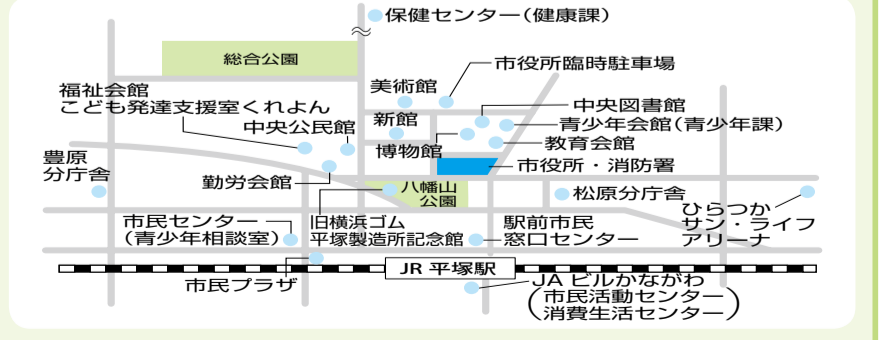 保健センター(健康課)
総合公園
市役所臨時駐車場
美術館
福祉会館
こども発達支援室くれよん
中央図書館
新館
青少年会館(青少年課)
中央公民館
教育会館
博物館
豊原
分庁舎
市役所・消防署
勤労会館
八幡山
公園
松原分庁舎
ひらつか
サン・ライフ
アリーナ
市民センター
(青少年相談室)
旧横浜ゴム
平塚製造所記念館
駅前市民
窓口センター
JR 平塚駅
市民プラザ
JA ビルかながわ
(市民活動センター
消費生活センター)